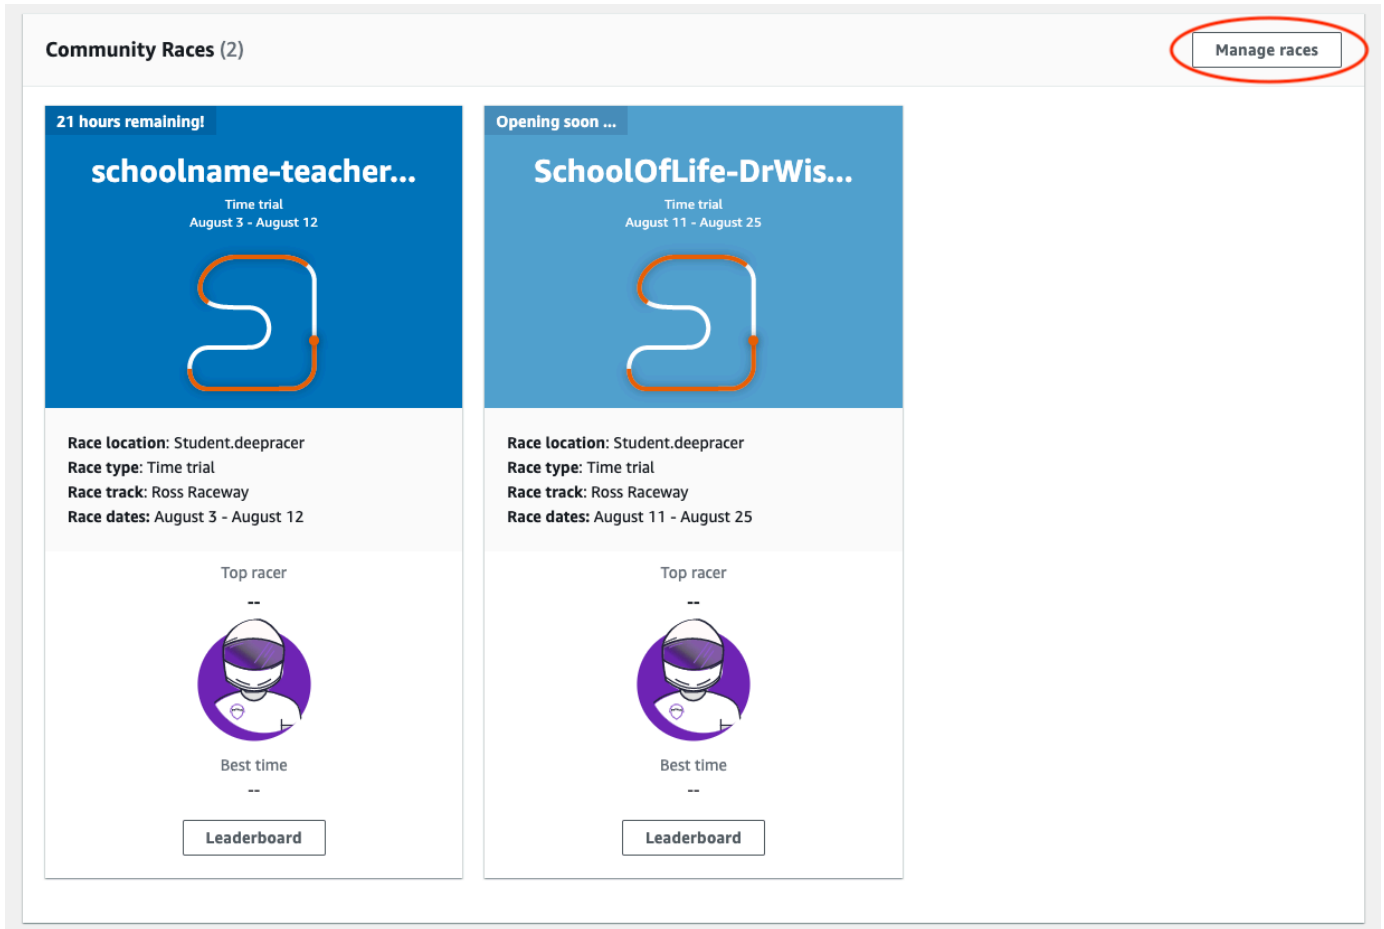 Community Races (2)
Manage races
21 hours remaining!
schoolname-teacher...
Time trial
August 3 - August 12
Race location: Student.deepracer
Race type: Time trial
Race track: Ross Raceway
Race dates: August 3 - August 12
Top racer
--
Best time
--
Leaderboard
Opening soon ...
SchoolOfLife-DrWis...
Time trial
August 11 - August 25
Race location: Student.deepracer
Race type: Time trial
Race track: Ross Raceway
Race dates: August 11 - August 25
Top racer
--
Best time
--
Leaderboard